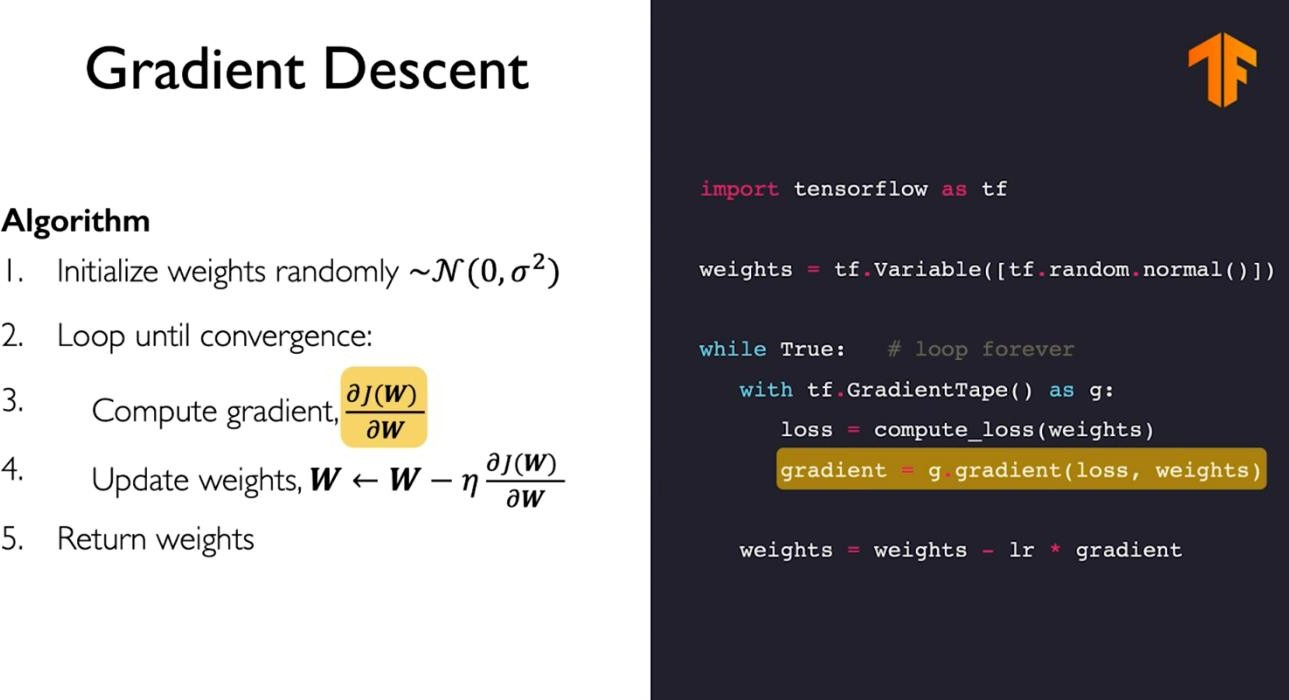 Gradient Descent
Algorithm
1. Initialize weights randomly ~𝒩(0, σ²)
2. Loop until convergence:
3. Compute gradient, ∂J(W)/∂W
4. Update weights, W ← W − η ∂J(W)/∂W
5. Return weights
import tensorflow as tf
weights = tf.Variable([tf.random.normal()])
while True: # loop forever
with tf.GradientTape() as g:
loss = compute_loss(weights)
gradient = g.gradient(loss, weights)
weights = weights - lr * gradient